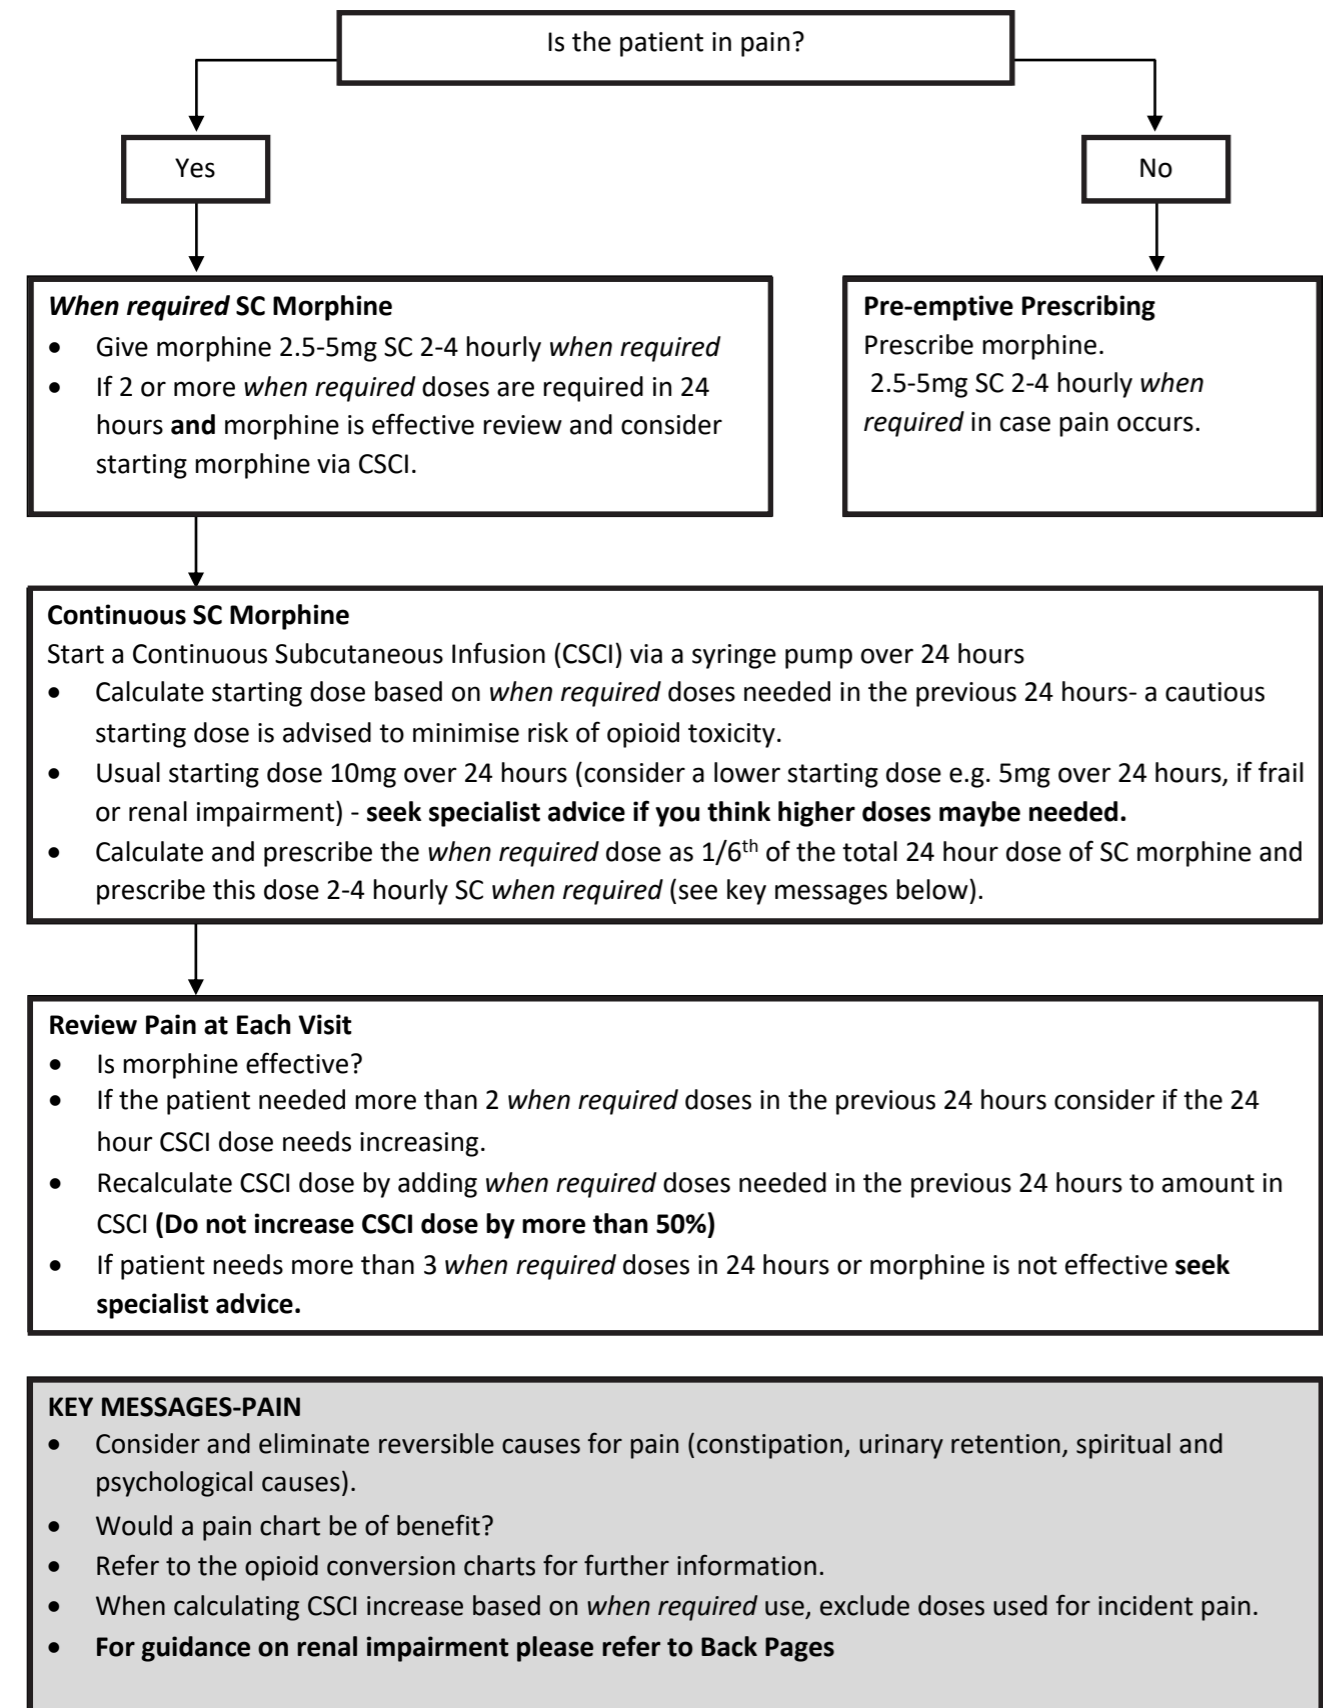 Is the patient in pain?
Yes
No
When required SC Morphine
• Give morphine 2.5-5mg SC 2-4 hourly when required
• If 2 or more when required doses are required in 24
hours and morphine is effective review and consider
starting morphine via CSCI.
Pre-emptive Prescribing
Prescribe morphine.
2.5-5mg SC 2-4 hourly when
required in case pain occurs.
Continuous SC Morphine
Start a Continuous Subcutaneous Infusion (CSCI) via a syringe pump over 24 hours
• Calculate starting dose based on when required doses needed in the previous 24 hours- a cautious
starting dose is advised to minimise risk of opioid toxicity.
• Usual starting dose 10mg over 24 hours (consider a lower starting dose e.g. 5mg over 24 hours, if frail
or renal impairment) - seek specialist advice if you think higher doses maybe needed.
• Calculate and prescribe the when required dose as 1/6th of the total 24 hour dose of SC morphine and
prescribe this dose 2-4 hourly SC when required (see key messages below).
Review Pain at Each Visit
• Is morphine effective?
• If the patient needed more than 2 when required doses in the previous 24 hours consider if the 24
hour CSCI dose needs increasing.
• Recalculate CSCI dose by adding when required doses needed in the previous 24 hours to amount in
CSCI (Do not increase CSCI dose by more than 50%)
• If patient needs more than 3 when required doses in 24 hours or morphine is not effective seek
specialist advice.
KEY MESSAGES-PAIN
• Consider and eliminate reversible causes for pain (constipation, urinary retention, spiritual and
psychological causes).
• Would a pain chart be of benefit?
• Refer to the opioid conversion charts for further information.
• When calculating CSCI increase based on when required use, exclude doses used for incident pain.
• For guidance on renal impairment please refer to Back Pages